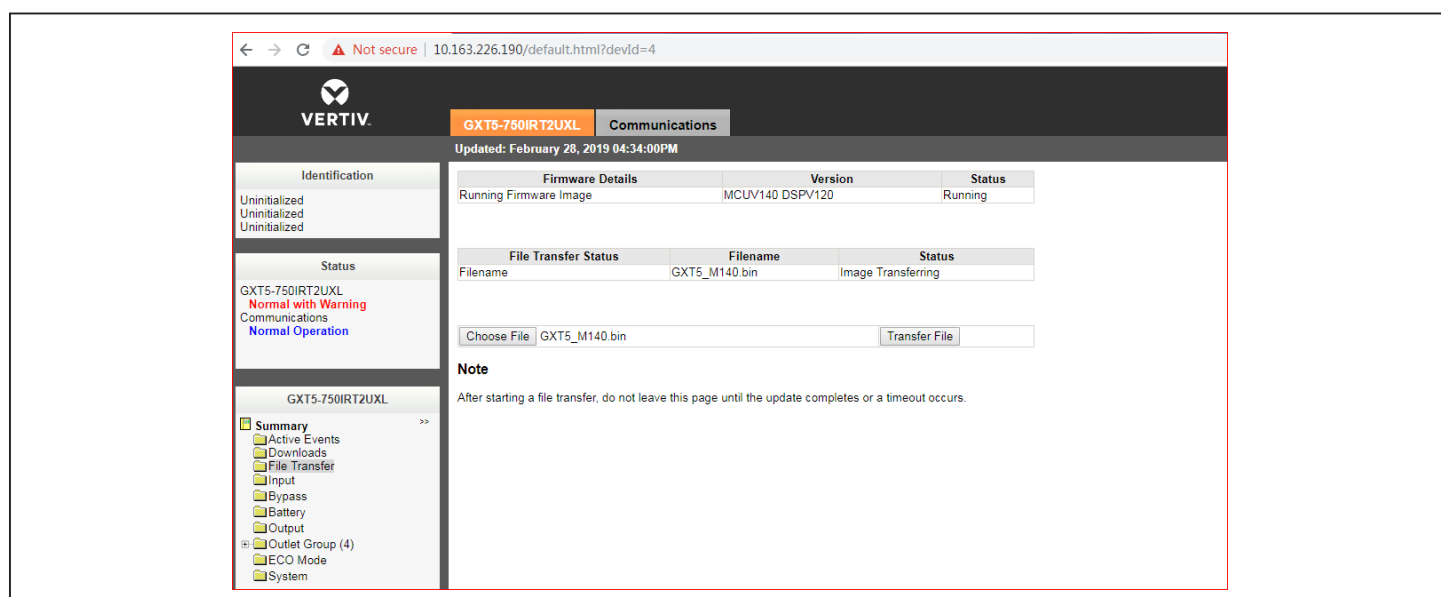 Not secure | 10.163.226.190/default.html?devId=4
VERTIV.
GXT5-750IRT2UXL Communications
Updated: February 28, 2019 04:34:00PM
Identification
Uninitialized
Uninitialized
Uninitialized
Status
GXT5-750IRT2UXL
Normal with Warning
Communications
Normal Operation
GXT5-750IRT2UXL
Summary >>
Active Events
Downloads
File Transfer
Input
Bypass
Battery
Output
Outlet Group (4)
ECO Mode
System
Firmware Details Version Status
Running Firmware Image MCUV140 DSPV120 Running
File Transfer Status Filename Status
Filename GXT5_M140.bin Image Transferring
Choose File GXT5_M140.bin Transfer File
Note
After starting a file transfer, do not leave this page until the update completes or a timeout occurs.